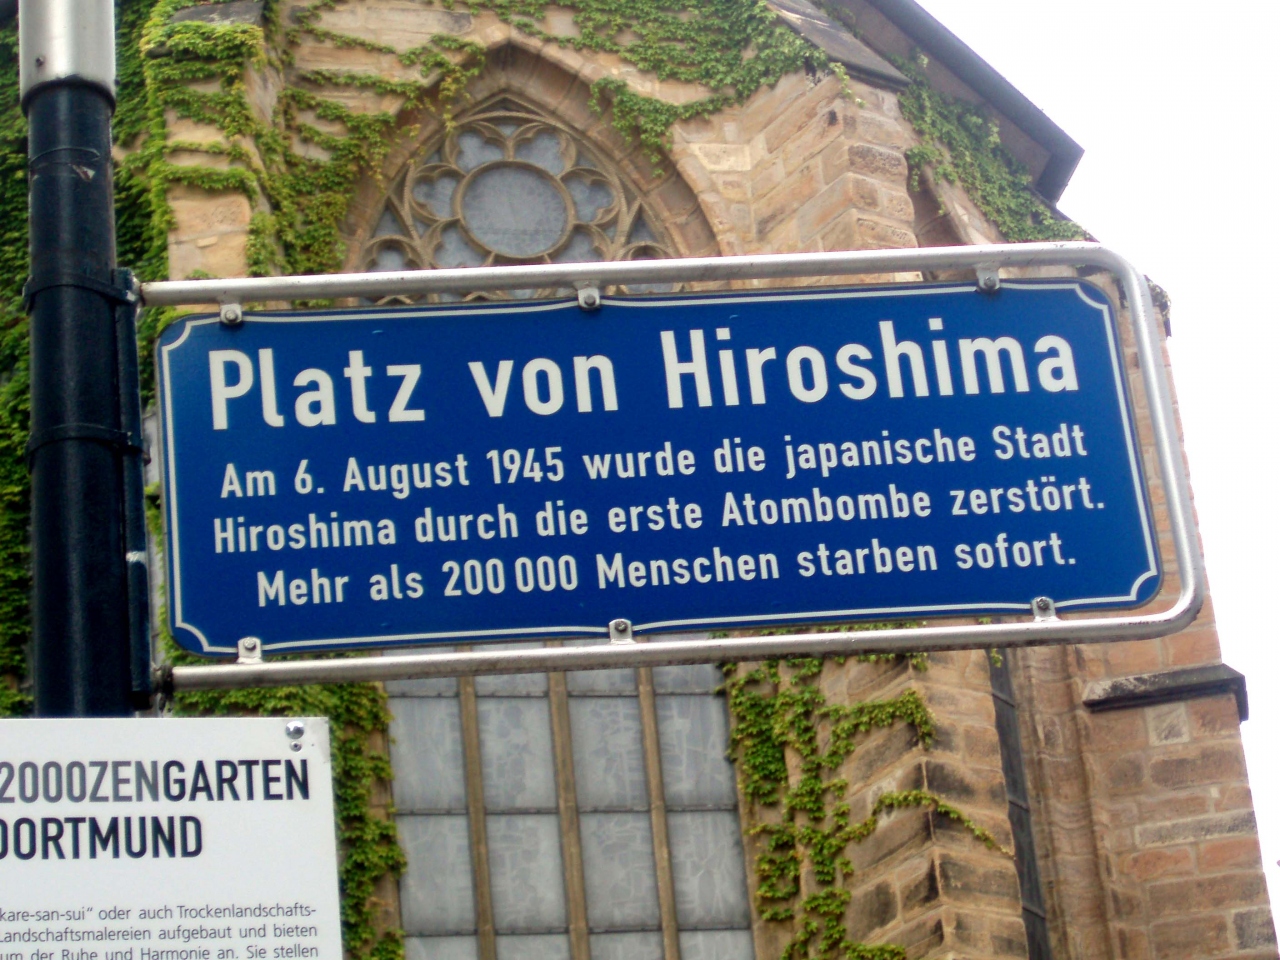 Platz von Hiroshima
Am 6. August 1945 wurde die japanische Stadt
Hiroshima durch die erste Atombombe zerstört.
Mehr als 200 000 Menschen starben sofort.
2000ZENGARTEN
DORTMUND
kare-san-sui“ oder auch Trockenlandschafts-
Landschaftsmalereien aufgebaut und bieten
um der Ruhe und Harmonie an. Sie stellen